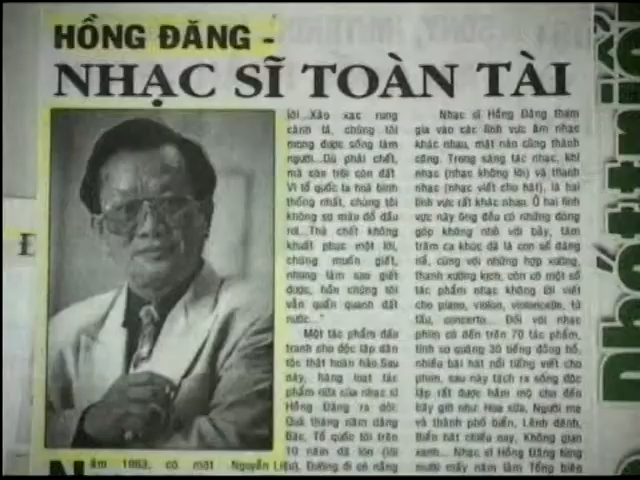 HỒNG ĐĂNG -
NHẠC SĨ TOÀN TÀI
lôi...Xào xạc rung
cành lá, chúng tôi
mong được sống làm
người...Dù phải chết,
mà còn trái còn đất
Vì tổ quốc ta hoà bình
thống nhất, chúng tôi
không sợ máu đổ đầu
rơi. Thà chết không
khuất phục một lời,
chúng muốn giết,
nhưng làm sao giết
được, hồn chúng tôi
vẫn quấn quanh đất
nước..."
Một tác phẩm đấu
tranh cho độc lập dân
tộc thật hoàn hảo. Sau
này, hàng loạt tác
phẩm nữa của nhạc sĩ
Hồng Đăng ra đời:
Quả tháng năm dâng
Bác, Tổ quốc tôi trên
10 năm đã lớn (lời
Nguyên Liệu), Đường đi có nắng
Năm 1963, có một
Nhạc sĩ Hồng Đăng tham
gia vào các lĩnh vực âm nhạc
khác nhau, mặt nào cũng thành
công. Trong sáng tác nhạc, khí
nhạc (nhạc không lời) và thanh
nhạc (nhạc viết cho hát), là hai
lĩnh vực rất khác nhau. Ở hai lĩnh
vực này ông đều có những đóng
góp không nhỏ với bảy, tám
trăm ca khúc đã là con số đáng
nể, cùng với những hợp xướng,
thanh xướng kịch, còn có một số
tác phẩm nhạc không lời viết
cho piano, violon, violoncelle, tứ
tấu, concerto... Đối với nhạc
phim có đến trên 70 tác phẩm,
tính sơ quãng 30 tiếng đồng hồ,
nhiều bài hát nổi tiếng viết cho
phim, sau này tách ra sống độc
lập rất được hâm mộ cho đến
bây giờ như: Hoa sữa, Người mẹ
và thành phố biển, Lênh đênh,
Biển hát chiều nay, Không gian
xanh... Nhạc sĩ Hồng Đăng từng
mười mấy năm làm Tổng biên